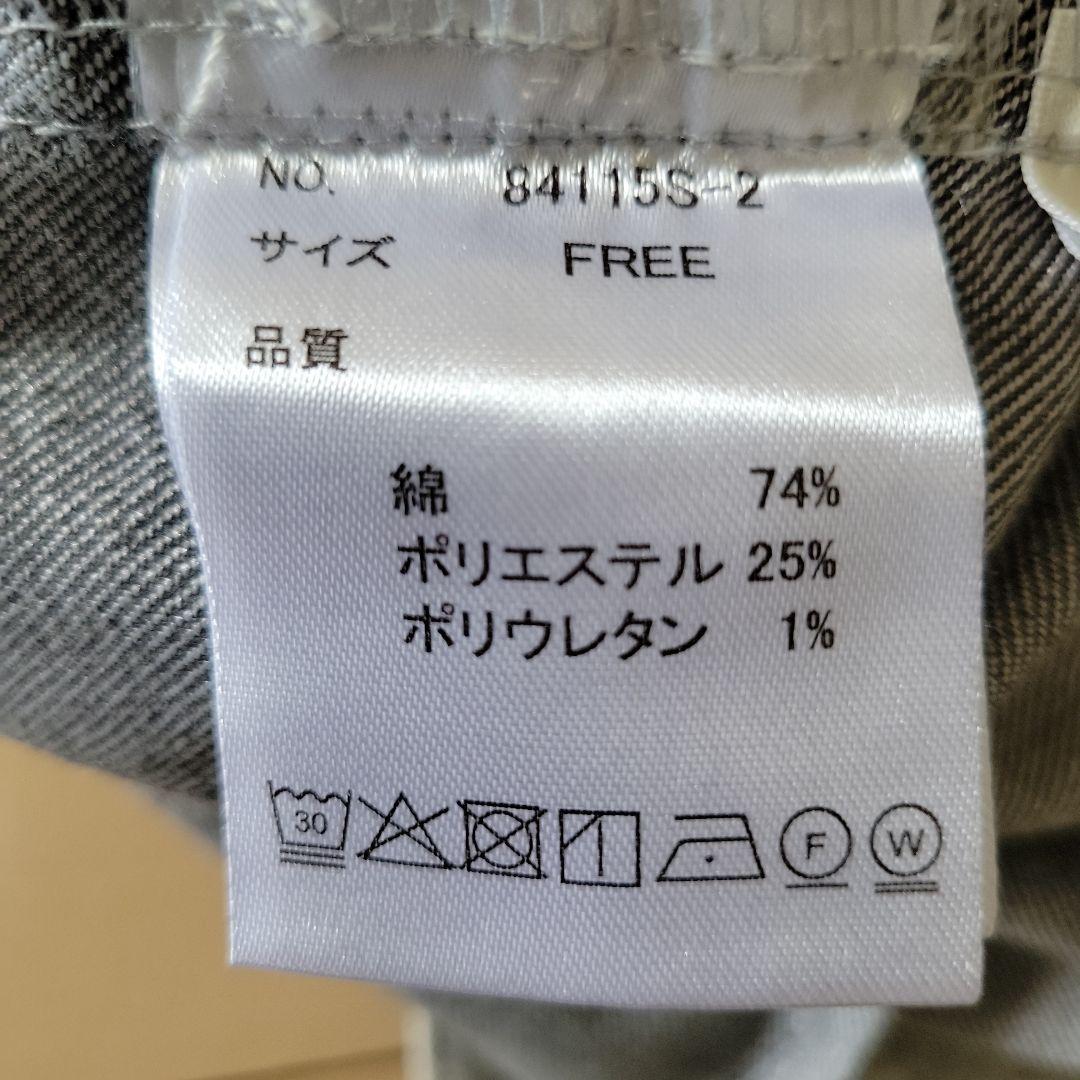 NO. 84115S-2
サイズ FREE
品質
綿 74%
ポリエステル 25%
ポリウレタン 1%
30 F W